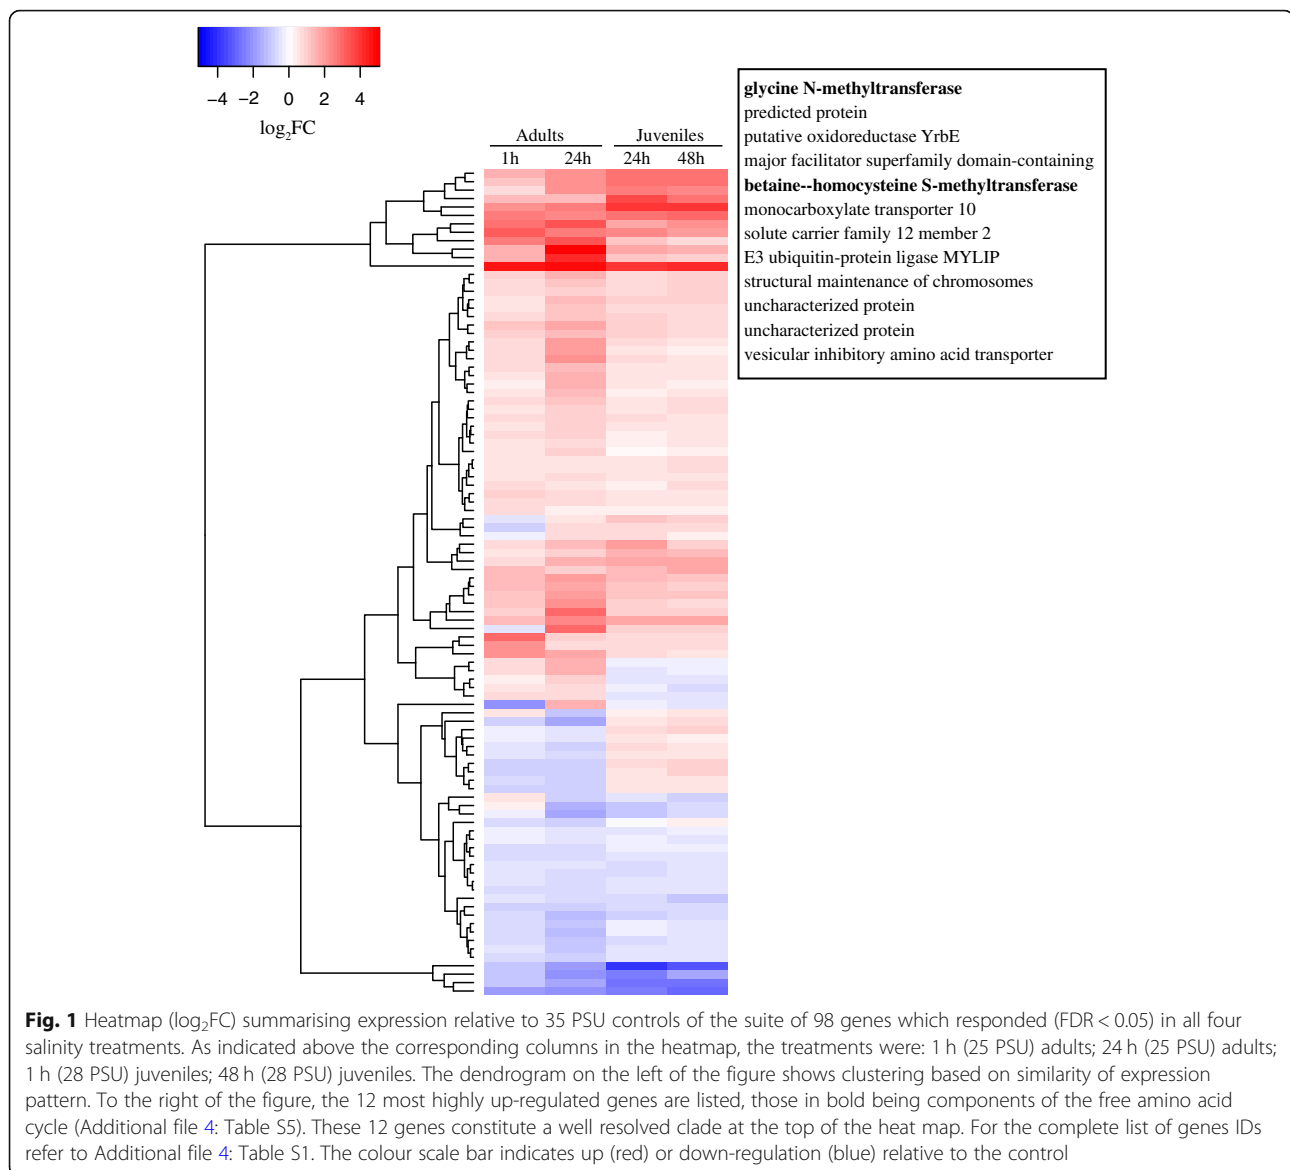 −4 −2 0 2 4
log2FC
Adults Juveniles
1h 24h 24h 48h
glycine N-methyltransferase
predicted protein
putative oxidoreductase YrbE
major facilitator superfamily domain-containing
betaine--homocysteine S-methyltransferase
monocarboxylate transporter 10
solute carrier family 12 member 2
E3 ubiquitin-protein ligase MYLIP
structural maintenance of chromosomes
uncharacterized protein
uncharacterized protein
vesicular inhibitory amino acid transporter
Fig. 1 Heatmap (log2FC) summarising expression relative to 35 PSU controls of the suite of 98 genes which responded (FDR < 0.05) in all four
salinity treatments. As indicated above the corresponding columns in the heatmap, the treatments were: 1 h (25 PSU) adults; 24 h (25 PSU) adults;
1 h (28 PSU) juveniles; 48 h (28 PSU) juveniles. The dendrogram on the left of the figure shows clustering based on similarity of expression
pattern. To the right of the figure, the 12 most highly up-regulated genes are listed, those in bold being components of the free amino acid
cycle (Additional file 4: Table S5). These 12 genes constitute a well resolved clade at the top of the heat map. For the complete list of genes IDs
refer to Additional file 4: Table S1. The colour scale bar indicates up (red) or down-regulation (blue) relative to the control